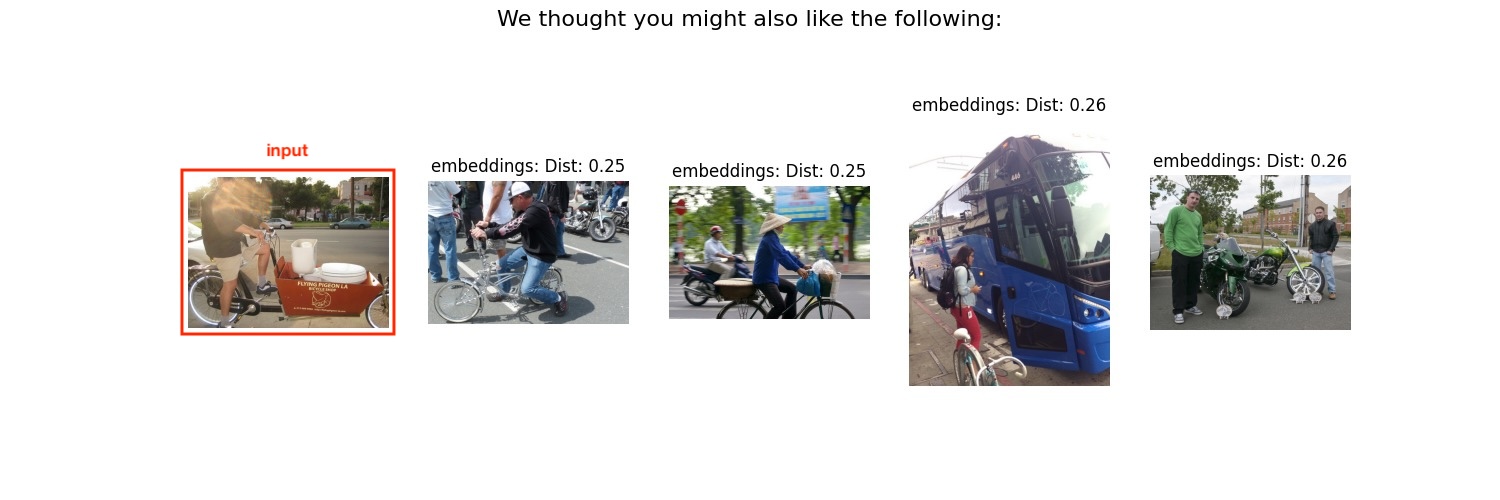 We thought you might also like the following:
input
embeddings: Dist: 0.25
embeddings: Dist: 0.25
embeddings: Dist: 0.26
embeddings: Dist: 0.26
FLYING PIGEON LA
BICYCLE SHOP
446